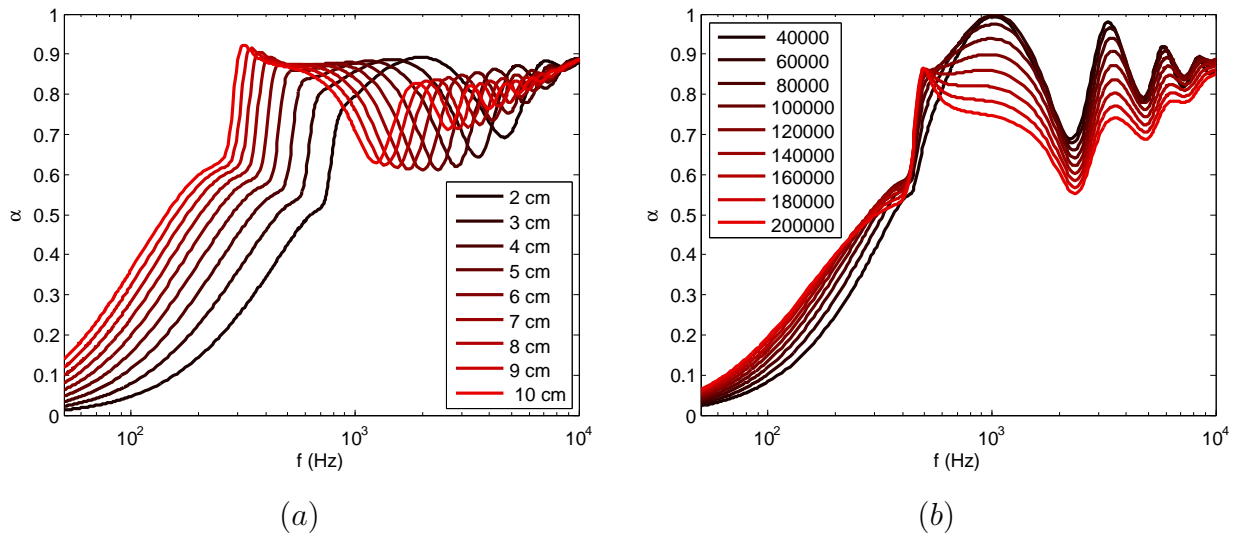 1
0.9
0.8
0.7
0.6
0.5
0.4
0.3
0.2
0.1
0
α
10^2
10^3
10^4
f (Hz)
2 cm
3 cm
4 cm
5 cm
6 cm
7 cm
8 cm
9 cm
10 cm
(a)
1
0.9
0.8
0.7
0.6
0.5
0.4
0.3
0.2
0.1
0
α
10^2
10^3
10^4
f (Hz)
40000
60000
80000
100000
120000
140000
160000
180000
200000
(b)